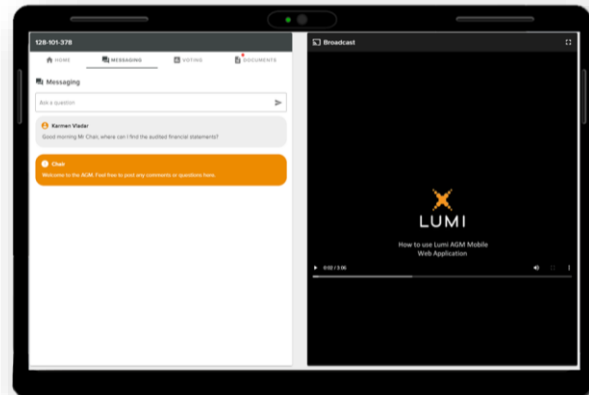 128-101-378
HOME
MESSAGING
VOTING
DOCUMENTS
Messaging
Ask a question
Karmen Vladar
Good morning Mr Chair, where can I find the audited financial statements?
Chair
Welcome to the AGM. Feel free to post any comments or questions here.
Broadcast
LUMI
How to use Lumi AGM Mobile
Web Application
0:02 / 3:06